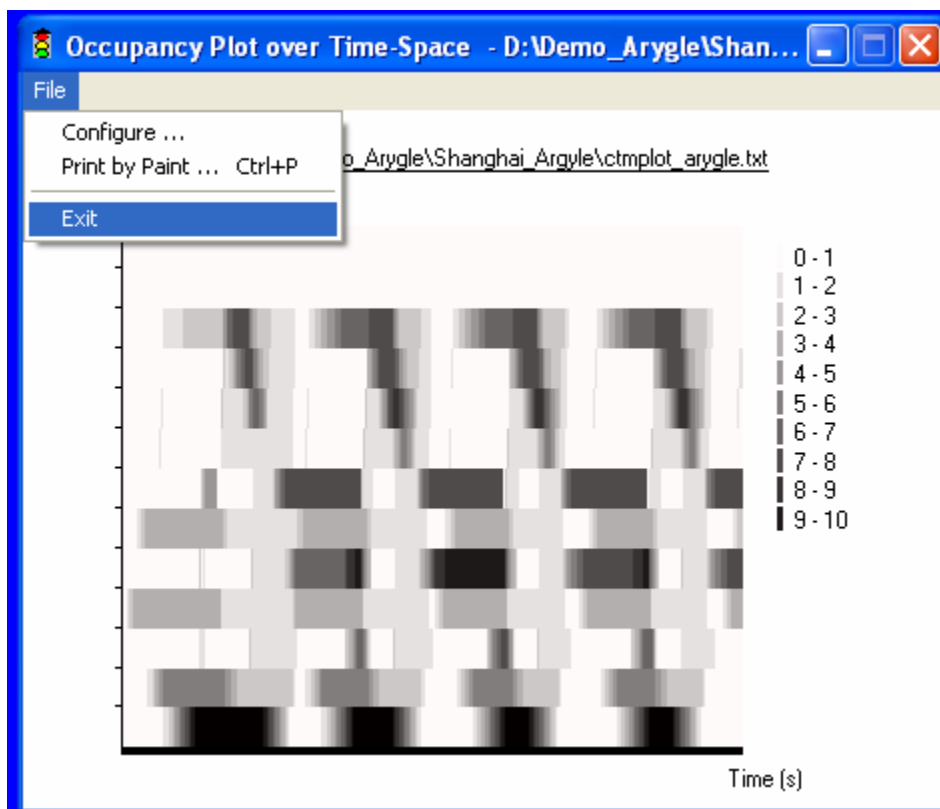 Occupancy Plot over Time-Space - D:\Demo_Arygle\Shan...
File
Configure ...
Print by Paint ... Ctrl+P
Exit
o_Arygle\Shanghai_Argyle\ctmplot_arygle.txt
0 - 1
1 - 2
2 - 3
3 - 4
4 - 5
5 - 6
6 - 7
7 - 8
8 - 9
9 - 10
Time (s)